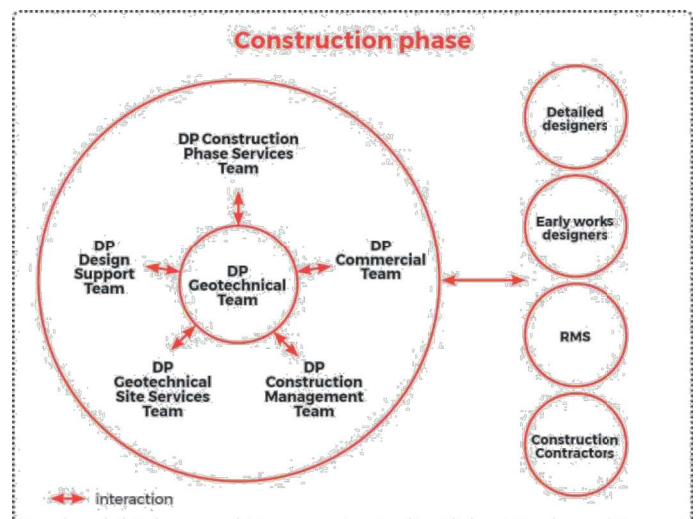 Construction phase
DP Construction
Phase Services
Team
DP
Design
Support
Team
DP
Geotechnical
Team
DP
Commercial
Team
DP
Geotechnical
Site Services
Team
DP
Construction
Management
Team
Detailed
designers
Early works
designers
RMS
Construction
Contractors
interaction